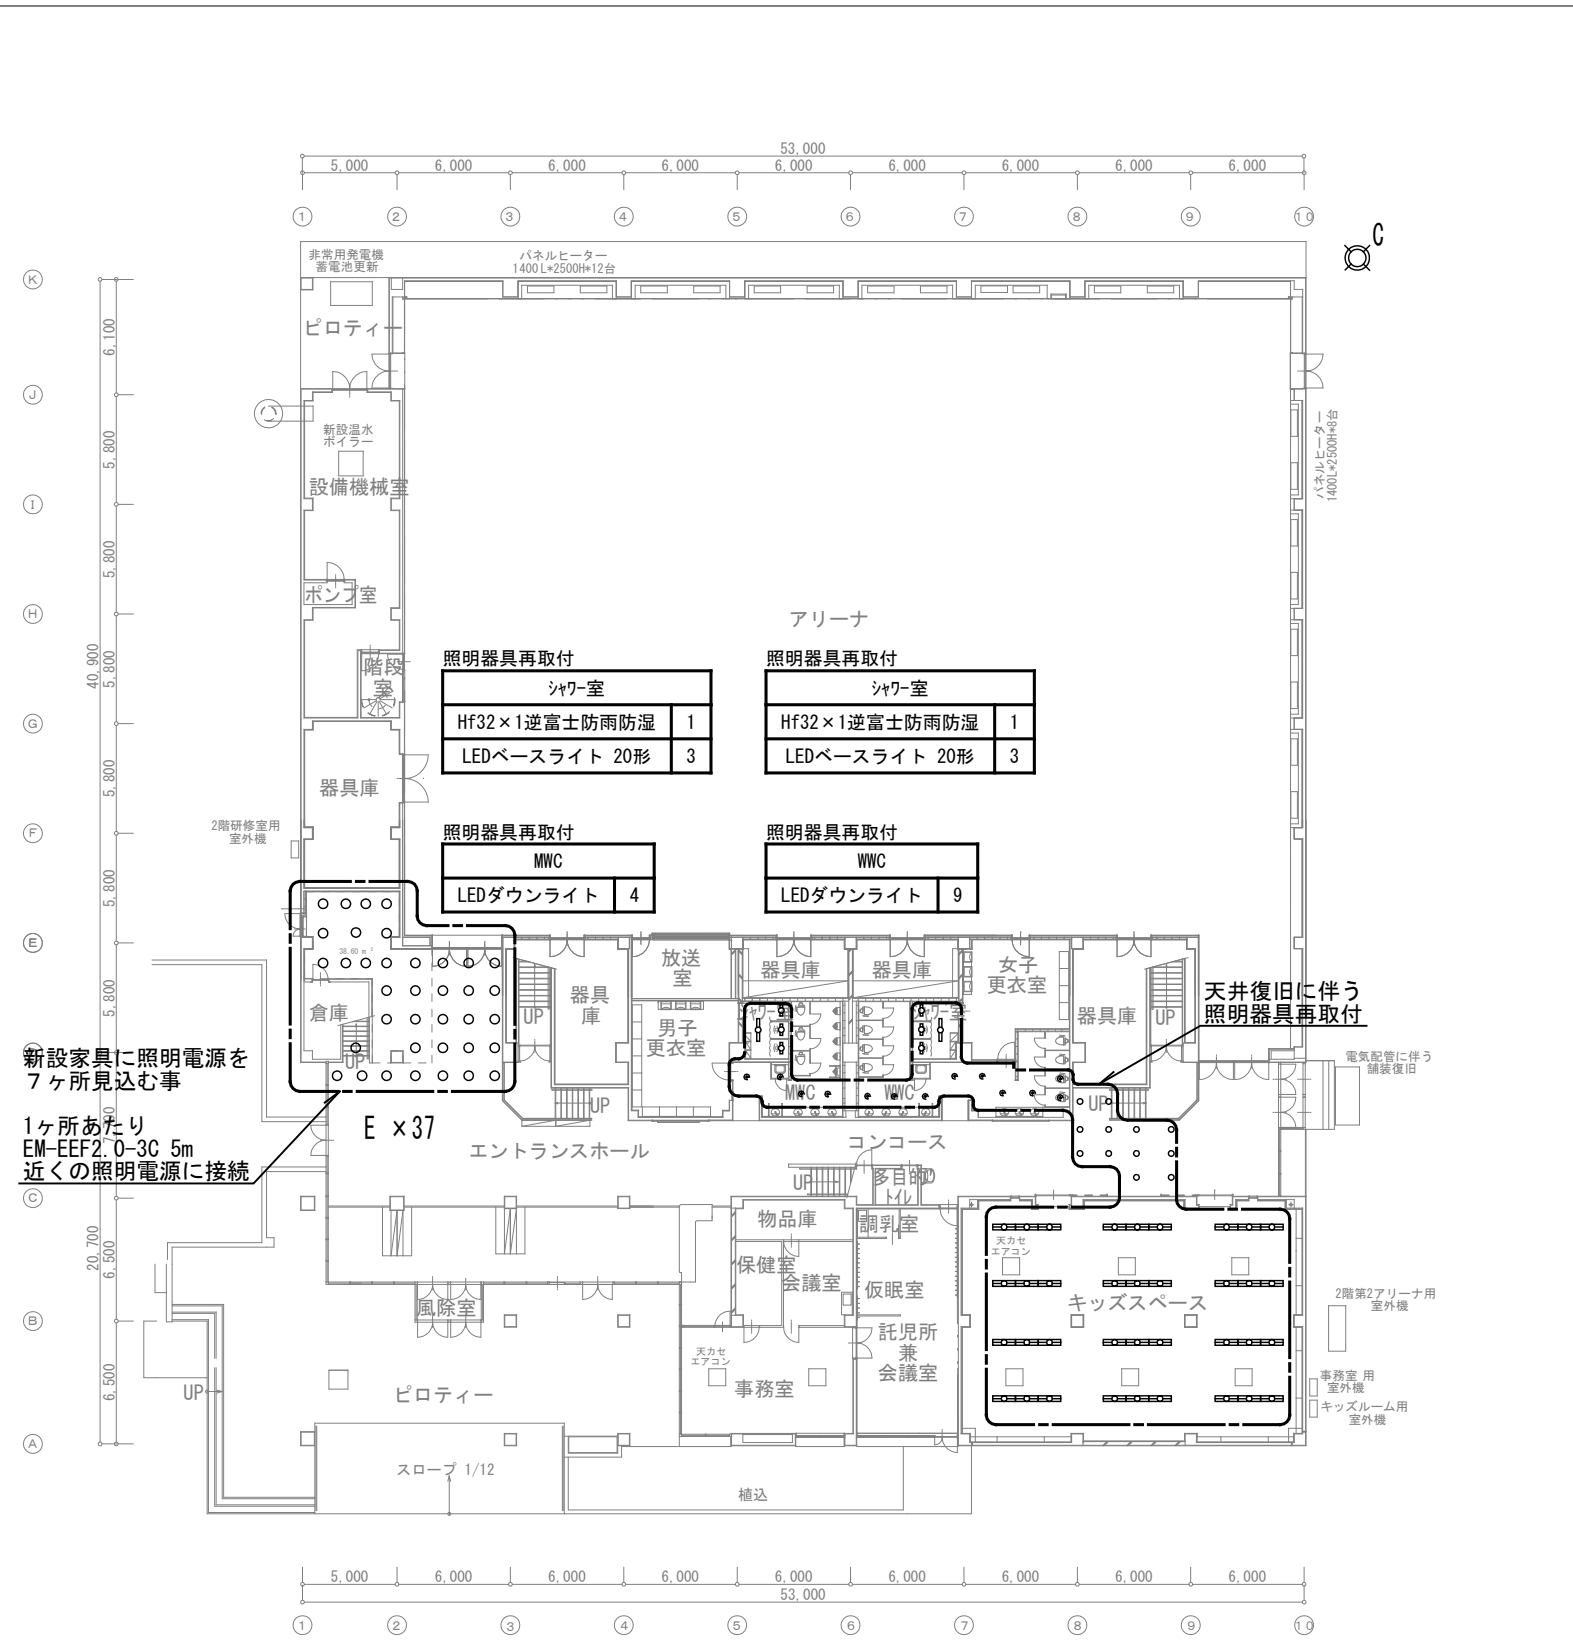 53,000
5,000 6,000 6,000 6,000 6,000 6,000 6,000 6,000 6,000
1 2 3 4 5 6 7 8 9 10
C
非常用発電機
蓄電池更新
パネルヒーター
1400L*2500H*12台
K
ピロティー
6,100
J
新設温水
ボイラー
設備機械室
5,800
パネルヒーター
1400L*2500H*8台
I
5,800
ポンプ室
H
アリーナ
40,900
5,800
階段
室
照明器具再取付
シャワー室
Hf32×1逆富士防雨防湿 1
LEDベースライト 20形 3
照明器具再取付
シャワー室
Hf32×1逆富士防雨防湿 1
LEDベースライト 20形 3
G
5,800
器具庫
2階研修室用
室外機
F
照明器具再取付
MWC
LEDダウンライト 4
照明器具再取付
WWC
LEDダウンライト 9
5,800
E
38.60 m²
放送
室
器具庫
器具庫
女子
更衣室
5,800
倉庫
UP
器具
庫
UP
男子
更衣室
シャワー室
器具庫
UP
天井復旧に伴う
照明器具再取付
新設家具に照明電源を
7ヶ所見込む事
電気配管に伴う
舗装復旧
MWC
WWC
UP
UP
1ヶ所あたり
EM-EEF2.0-3C 5m
近くの照明電源に接続
E ×37
エントランスホール
コンコース
UP
多目的
トイレ
C
物品庫
調乳室
20,700
6,500
保健室
会議室
仮眠室
天カセ
エアコン
キッズスペース
2階第2アリーナ用
室外機
風除室
B
託児所
兼
会議室
天カセ
エアコン
事務室
UP
ピロティー
6,500
事務室 用
室外機
キッズルーム用
室外機
A
スロープ 1/12
植込
5,000 6,000 6,000 6,000 6,000 6,000 6,000 6,000 6,000
53,000
1 2 3 4 5 6 7 8 9 10